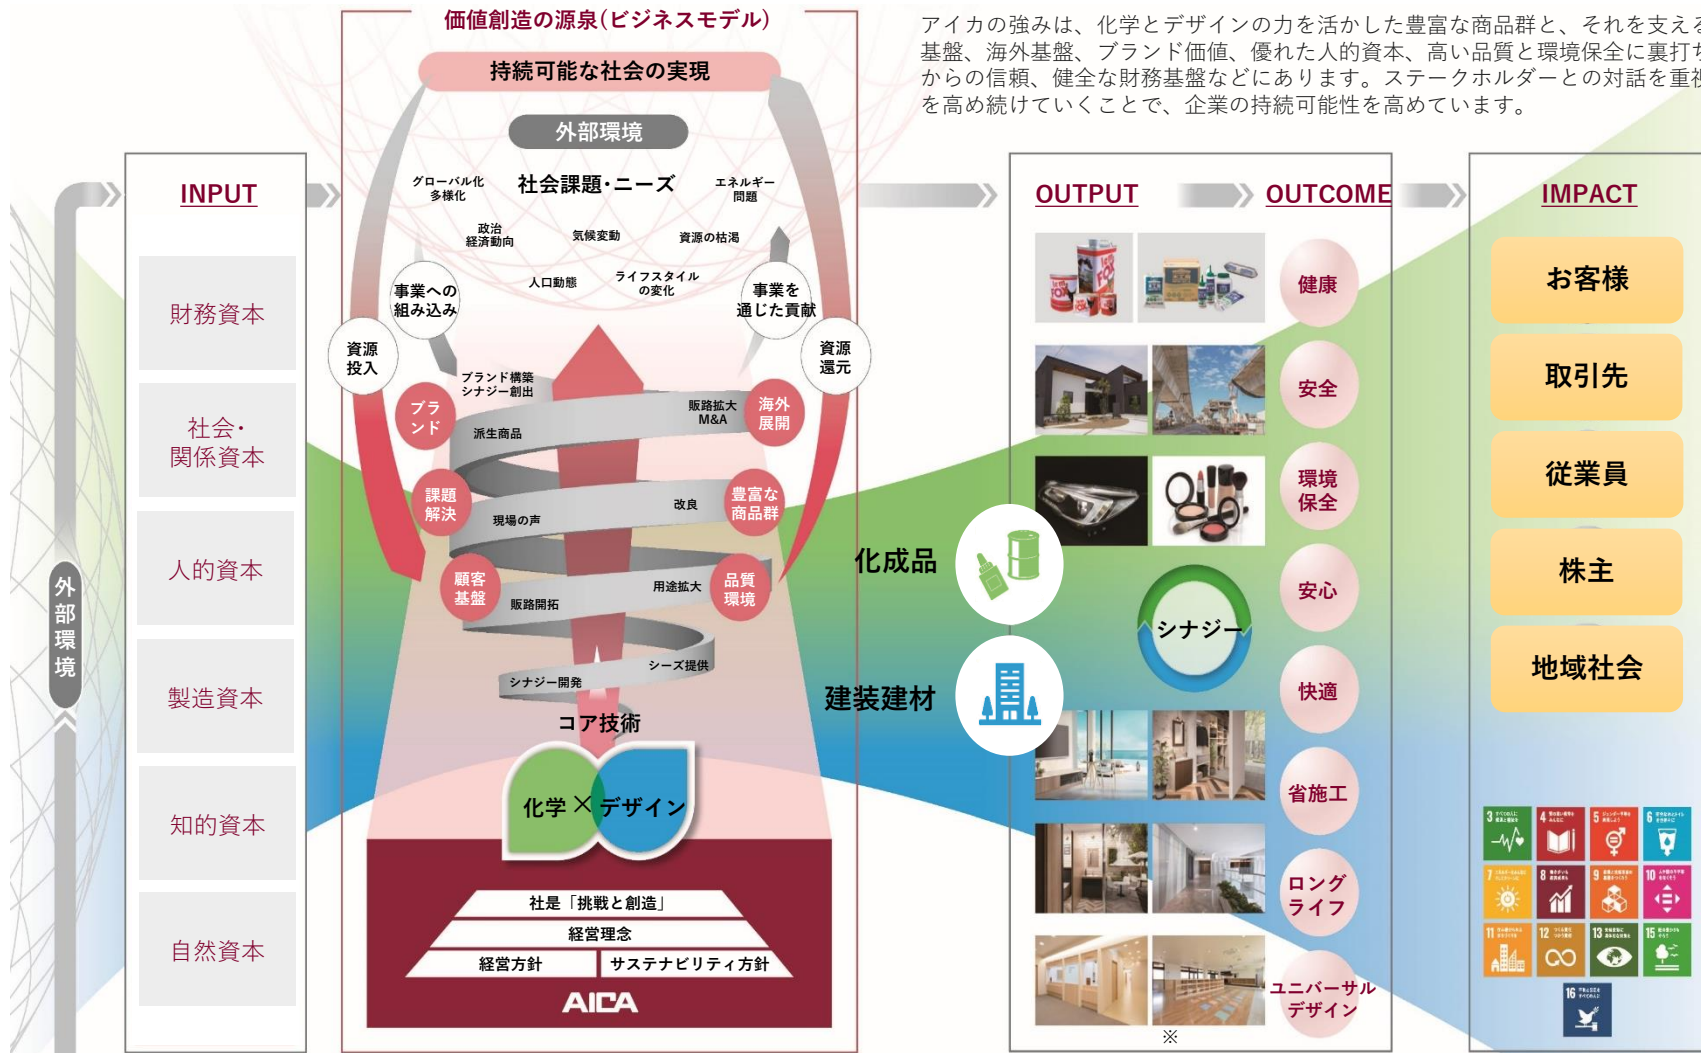 価値創造の源泉(ビジネスモデル)
アイカの強みは、化学とデザインの力を活かした豊富な商品群と、それを支える
基盤、海外基盤、ブランド価値、優れた人的資本、高い品質と環境保全に裏打ち
からの信頼、健全な財務基盤などにあります。ステークホルダーとの対話を重視
を高め続けていくことで、企業の持続可能性を高めています。
外部環境
INPUT
財務資本
社会・
関係資本
人的資本
製造資本
知的資本
自然資本
持続可能な社会の実現
外部環境
社会課題・ニーズ
グローバル化
多様化
エネルギー
問題
政治
経済動向
気候変動
資源の枯渇
人口動態
ライフスタイル
の変化
事業への
組み込み
事業を
通じた貢献
資源
投入
資源
還元
ブランド構築
シナジー創出
ブラ
ンド
派生商品
販路拡大
M&A
海外
展開
課題
解決
現場の声
改良
豊富な
商品群
顧客
基盤
販路開拓
用途拡大
品質
環境
シナジー開発
シーズ提供
コア技術
化学×デザイン
社是「挑戦と創造」
経営理念
経営方針
サステナビリティ方針
AICA
化成品
建装建材
OUTPUT
シナジー
※
OUTCOME
健康
安全
環境
保全
安心
快適
省施工
ロング
ライフ
ユニバーサル
デザイン
IMPACT
お客様
取引先
従業員
株主
地域社会
3
4
5
6
7
8
9
10
11
12
13
15
16